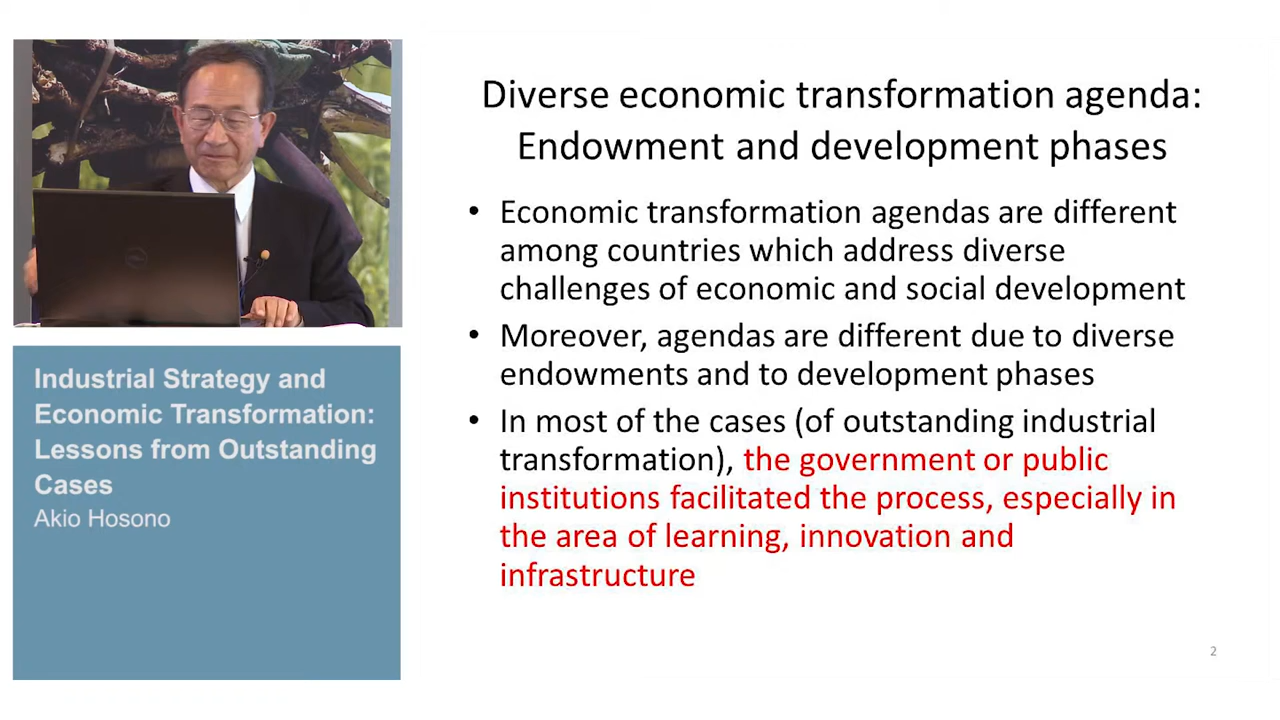 Industrial Strategy and
Economic Transformation:
Lessons from Outstanding
Cases
Akio Hosono
Diverse economic transformation agenda:
Endowment and development phases
• Economic transformation agendas are different
among countries which address diverse
challenges of economic and social development
• Moreover, agendas are different due to diverse
endowments and to development phases
• In most of the cases (of outstanding industrial
transformation), the government or public
institutions facilitated the process, especially in
the area of learning, innovation and
infrastructure
2